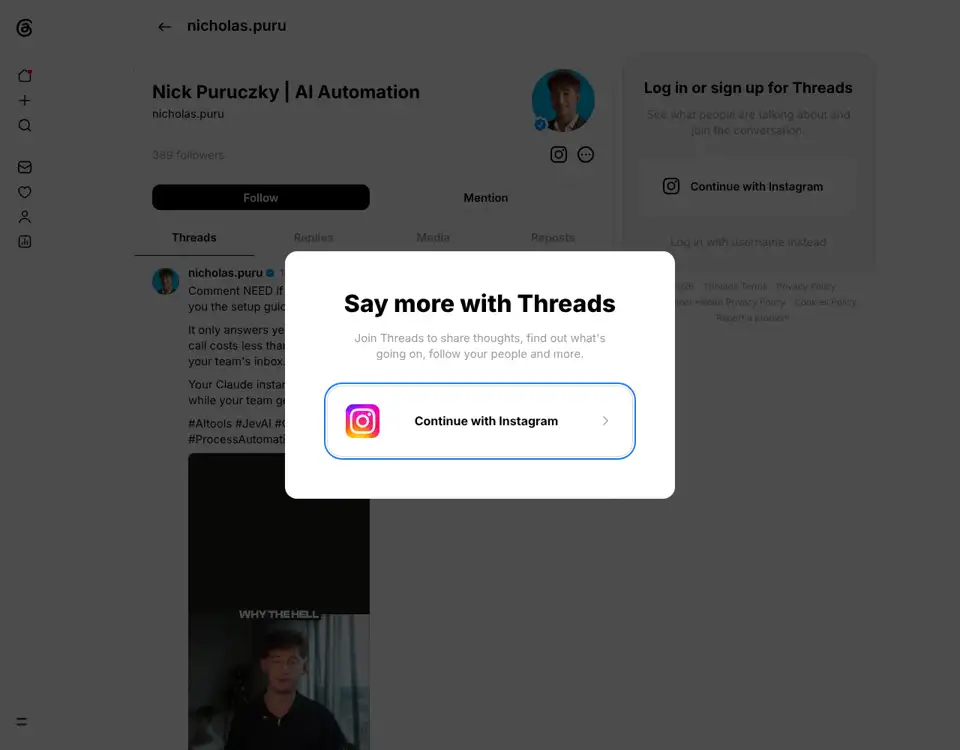 nicholas.puru
Nick Puruczky | AI Automation
nicholas.puru
389 followers
Follow
Mention
Threads
Replies
Media
Reposts
nicholas.puru
Comment NEED if
you the setup guid
It only answers ye
call costs less than
your team's inbox.
Your Claude instan
while your team ge
#AItools #JevAI #C
#ProcessAutomati
WHY THE HELL
Say more with Threads
Join Threads to share thoughts, find out what's
going on, follow your people and more.
Continue with Instagram
Log in or sign up for Threads
See what people are talking about and
join the conversation.
Continue with Instagram
Log in with username instead
Threads Terms Privacy Policy
Privacy Policy Cookies Policy
Report a problem